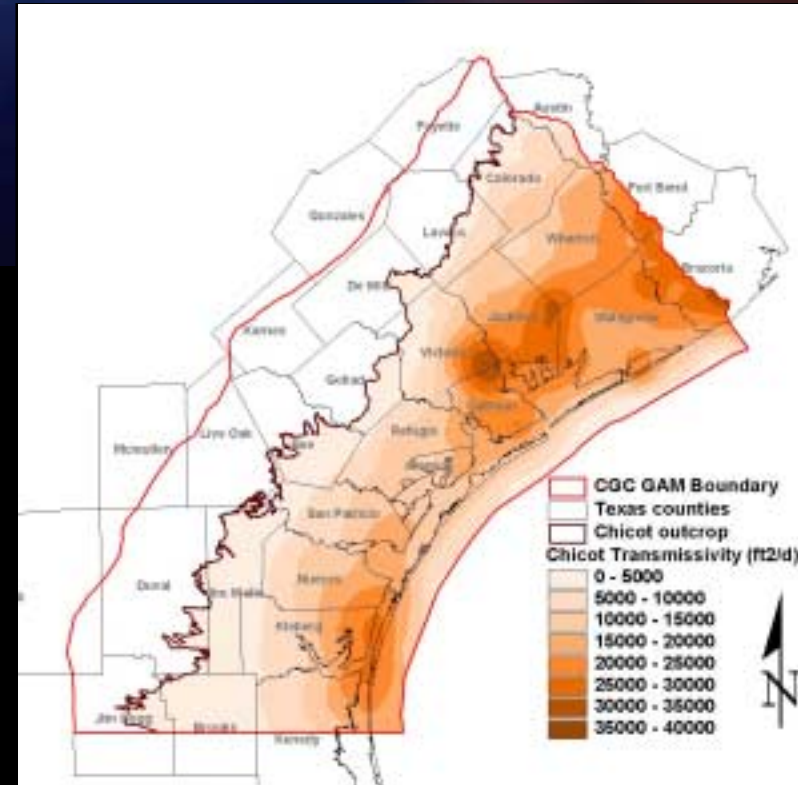 Austin
Fayette
Colorado
Fort Bend
Gonzales
Lavaca
Wharton
Brazoria
De Witt
Jackson
Matagorda
Karnes
Victoria
Goliad
Calhoun
Live Oak
Bee
Refugio
Mcmullen
Aransas
San Patricio
Duval
Jim Wells
Nueces
Kleberg
Jim Hogg
Brooks
Kenedy
CGC GAM Boundary
Texas counties
Chicot outcrop
Chicot Transmissivity (ft2/d)
0 - 5000
5000 - 10000
10000 - 15000
15000 - 20000
20000 - 25000
25000 - 30000
30000 - 35000
35000 - 40000
N